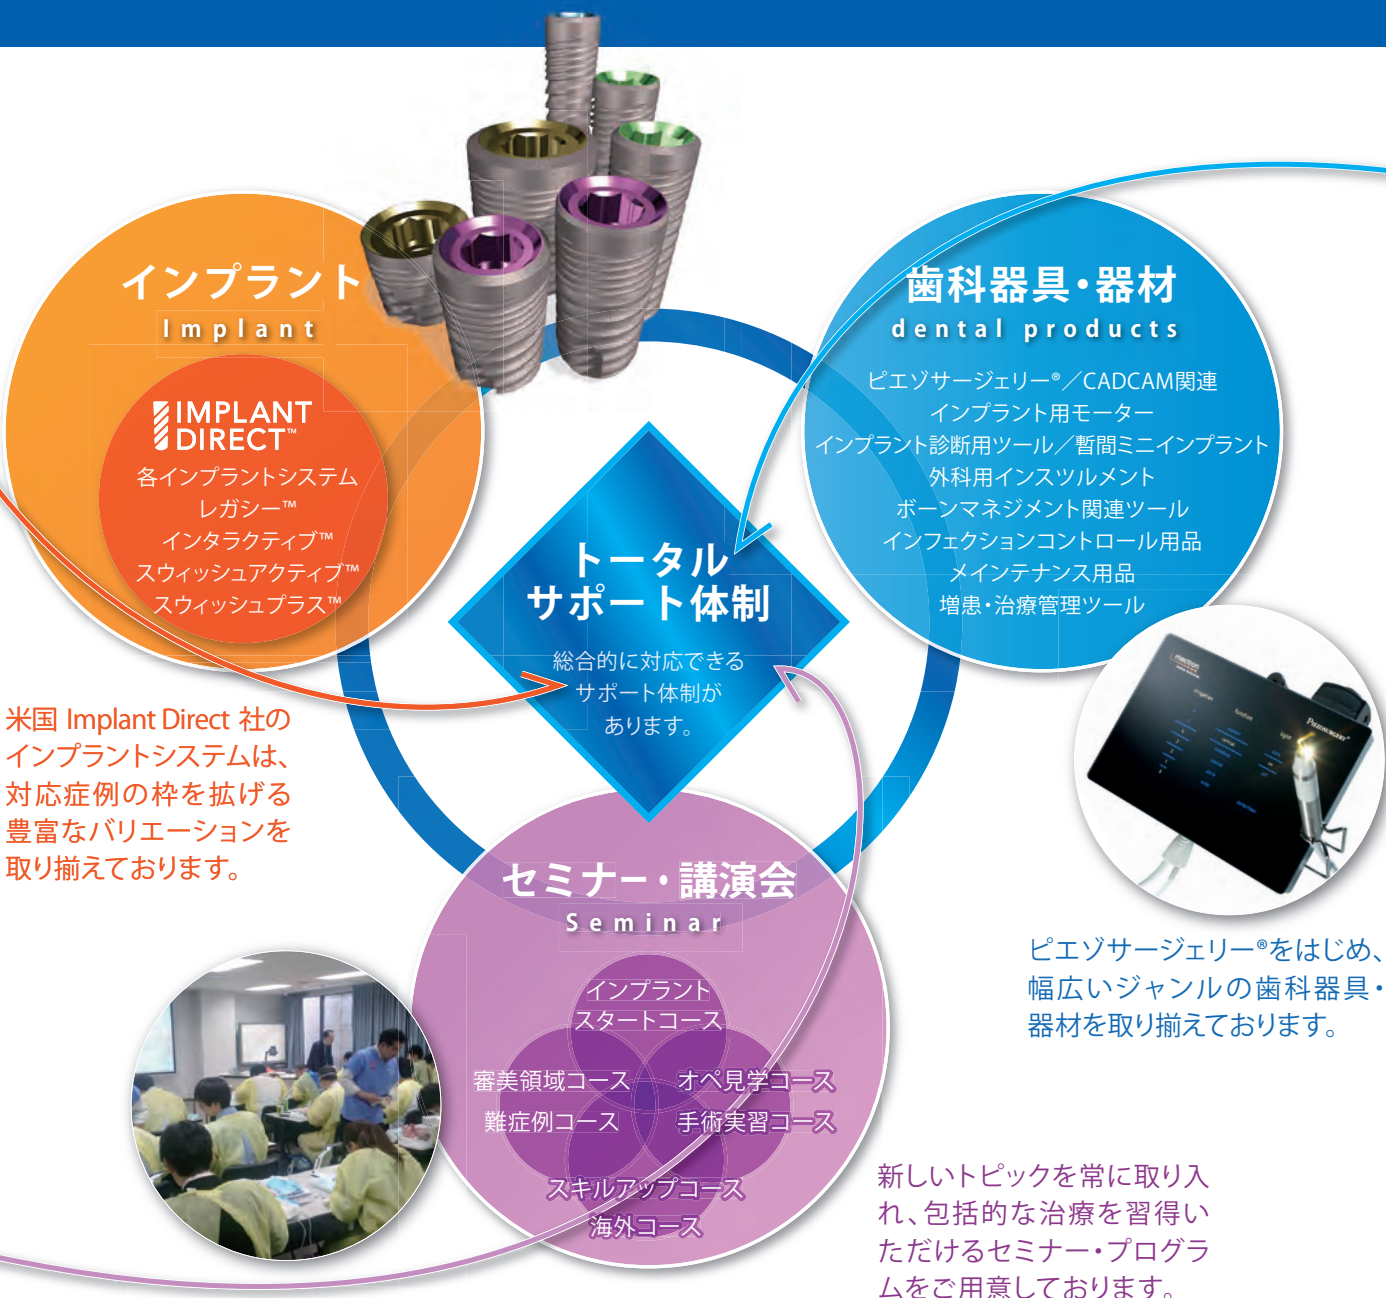 インプラント
Implant
IMPLANT
DIRECT™
各インプラントシステム
レガシー™
インタラクティブ™
スウィッシュアクティブ™
スウィッシュプラス™
米国 Implant Direct 社の
インプラントシステムは、
対応症例の枠を拡げる
豊富なバリエーションを
取り揃えております。
歯科器具・器材
dental products
ピエゾサージェリー®／CADCAM関連
インプラント用モーター
インプラント診断用ツール／暫間ミニインプラント
外科用インスツルメント
ボーンマネジメント関連ツール
インフェクションコントロール用品
メインテナンス用品
増患・治療管理ツール
mectron
function
light
PIEZOSURGERY®
ピエゾサージェリー®をはじめ、
幅広いジャンルの歯科器具・
器材を取り揃えております。
トータル
サポート体制
総合的に対応できる
サポート体制が
あります。
セミナー・講演会
Seminar
インプラント
スタートコース
審美領域コース
難症例コース
オペ見学コース
手術実習コース
スキルアップコース
海外コース
新しいトピックを常に取り入
れ、包括的な治療を習得い
ただけるセミナー・プログラ
ムをご用意しております。